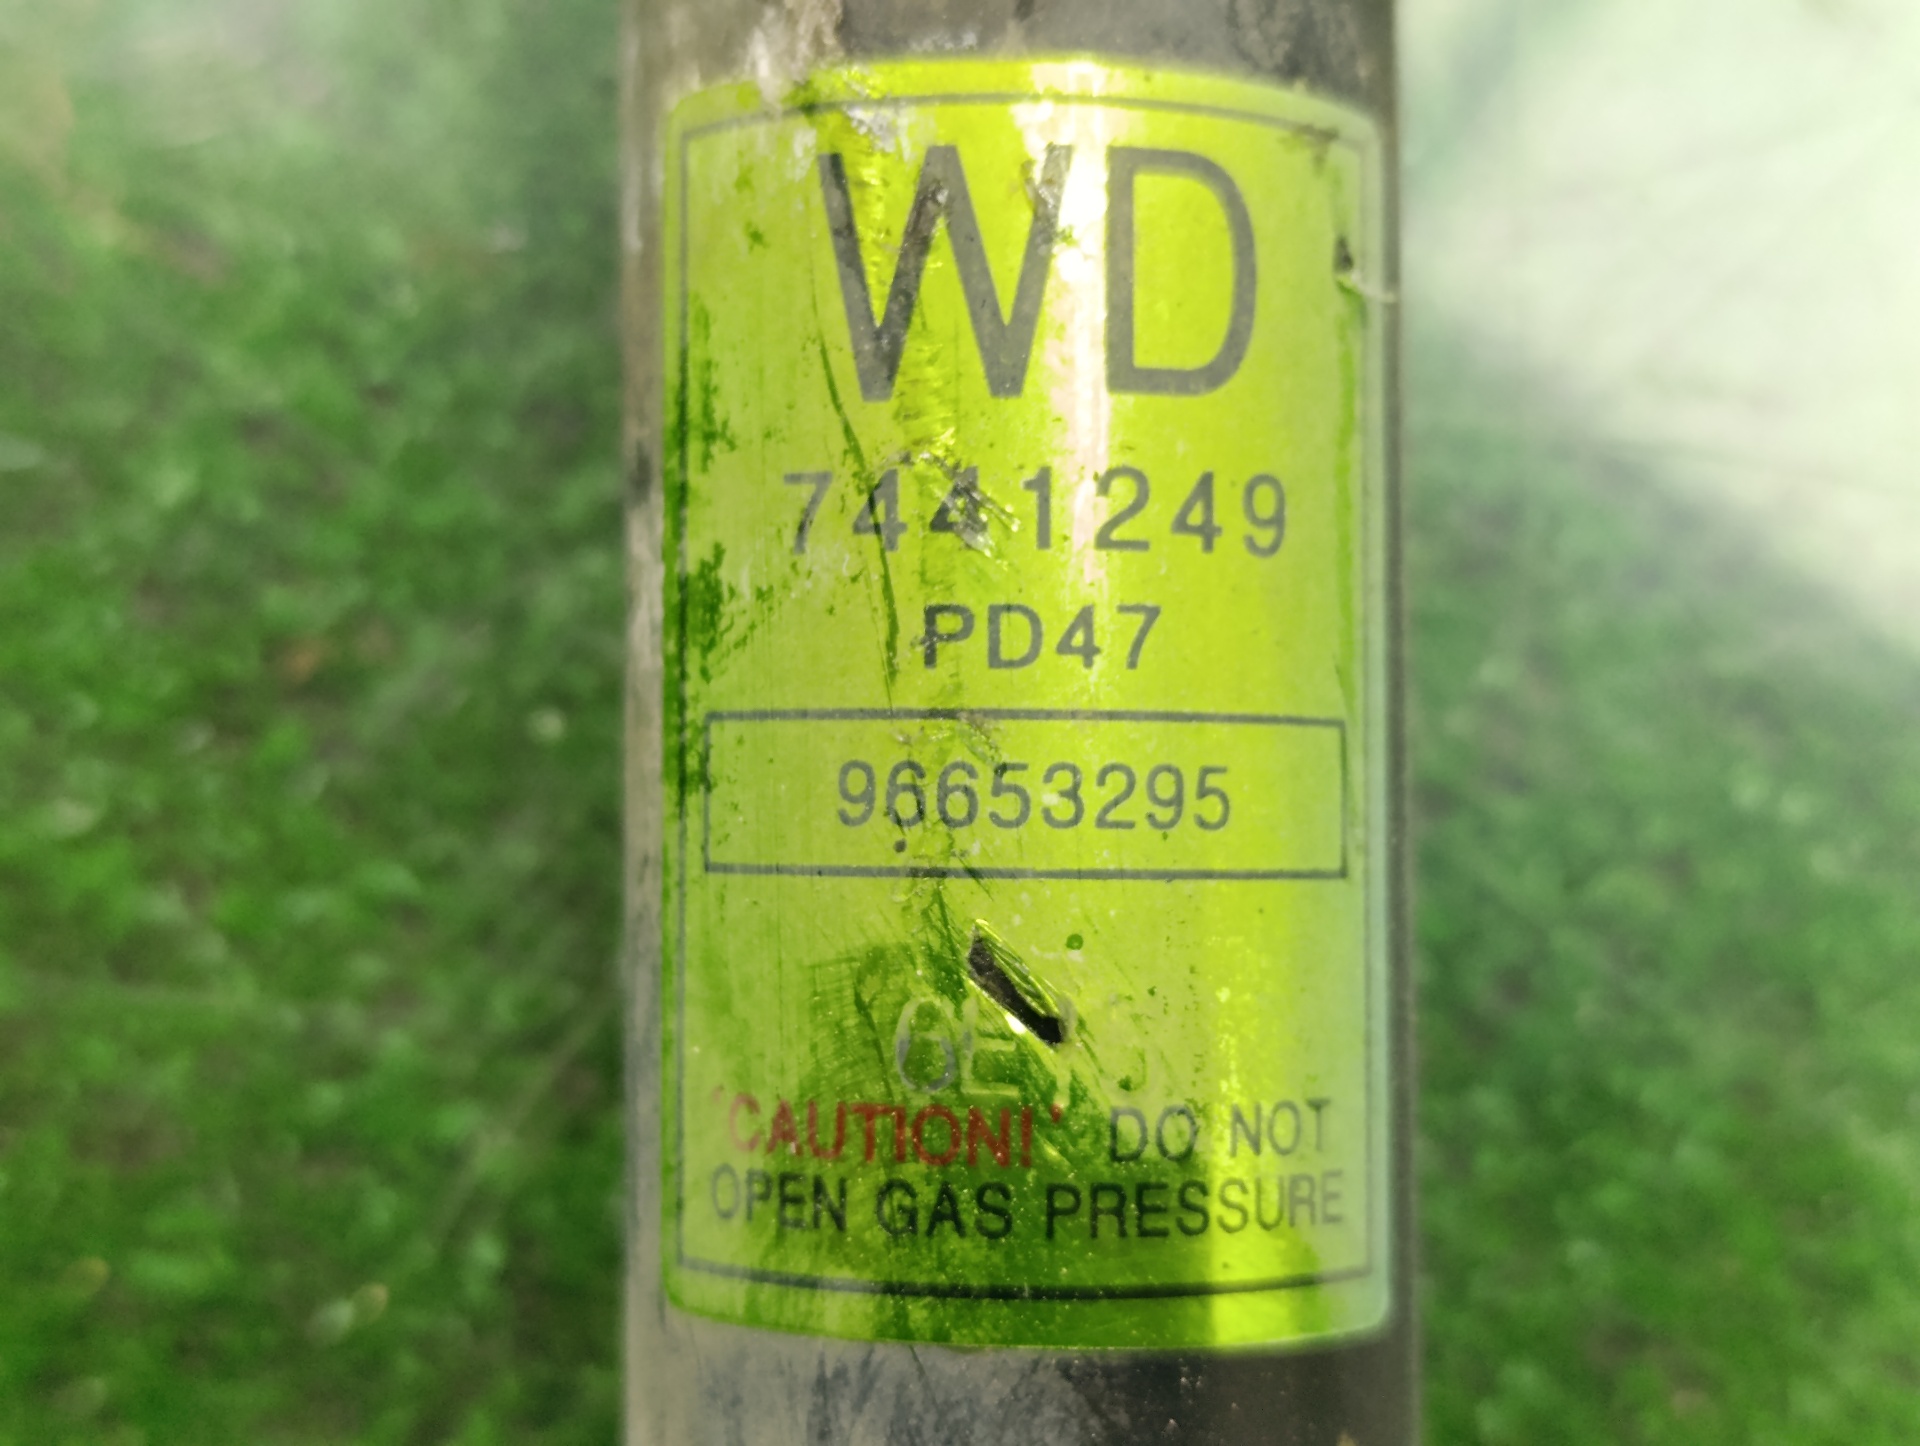 WD
7441249
PD47
96653295
"CAUTION!" DO NOT
OPEN GAS PRESSURE